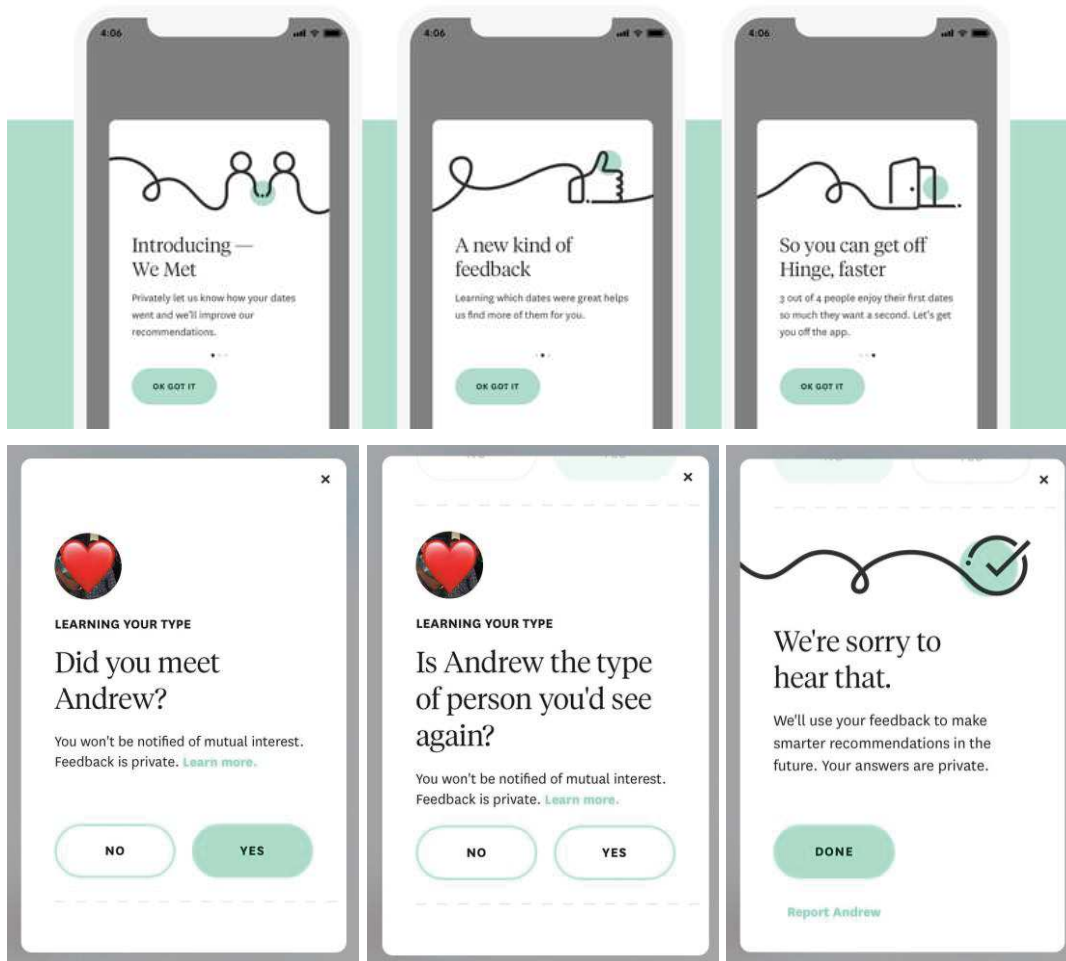 4:06
Introducing —
We Met
Privately let us know how your dates
went and we'll improve our
recommendations.
OK GOT IT
4:06
A new kind of
feedback
Learning which dates were great helps
us find more of them for you.
OK GOT IT
4:06
So you can get off
Hinge, faster
3 out of 4 people enjoy their first dates
so much they want a second. Let's get
you off the app.
OK GOT IT
LEARNING YOUR TYPE
Did you meet
Andrew?
You won't be notified of mutual interest.
Feedback is private. Learn more.
NO YES
LEARNING YOUR TYPE
Is Andrew the type
of person you'd see
again?
You won't be notified of mutual interest.
Feedback is private. Learn more.
NO YES
We're sorry to
hear that.
We'll use your feedback to make
smarter recommendations in the
future. Your answers are private.
DONE
Report Andrew